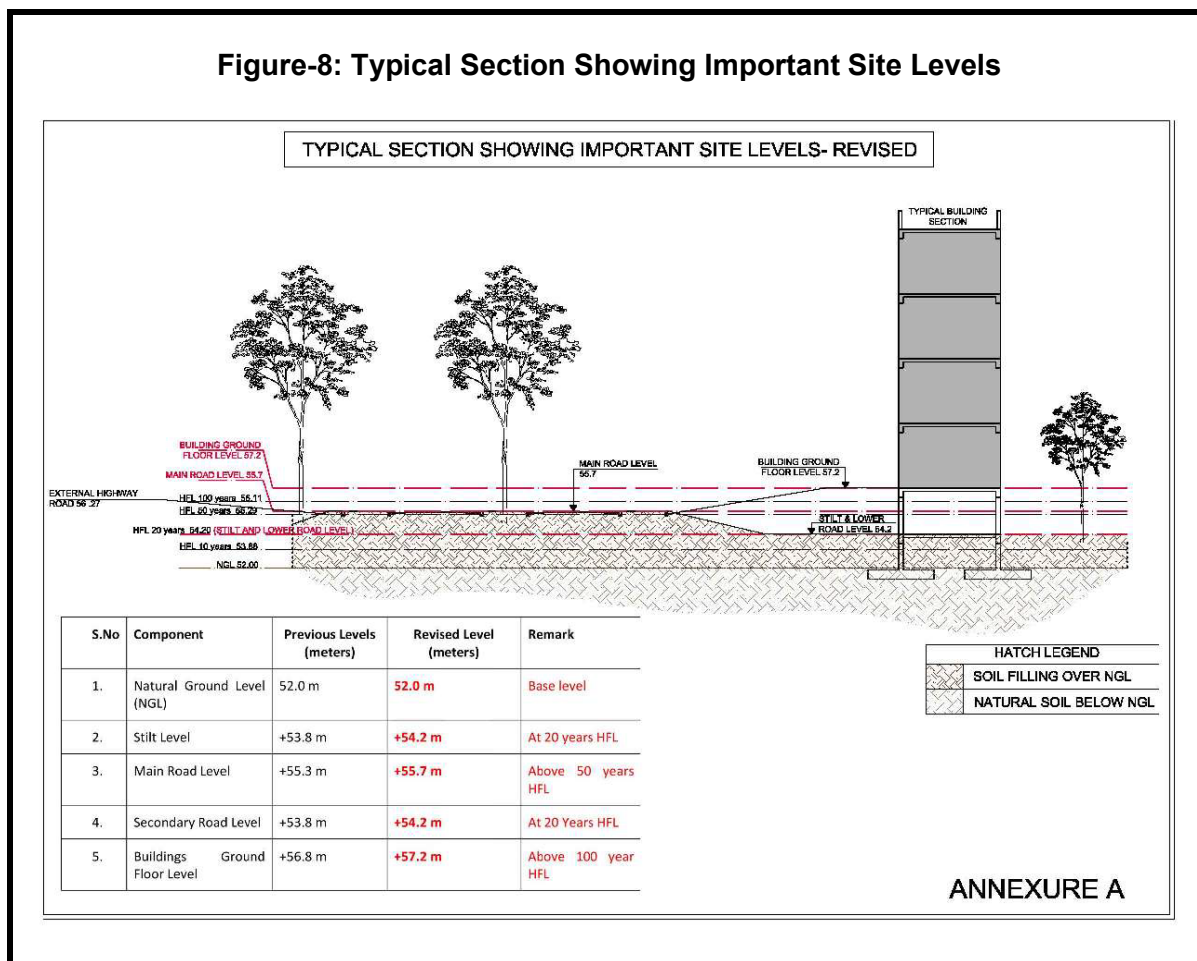 Figure-8: Typical Section Showing Important Site Levels
TYPICAL SECTION SHOWING IMPORTANT SITE LEVELS- REVISED
TYPICAL BUILDING
SECTION
BUILDING GROUND
FLOOR LEVEL 57.2
MAIN ROAD LEVEL 55.7
EXTERNAL HIGHWAY
ROAD 56 .27
HFL 100 years
HFL 50 years
HFL 20 years 54.20 (STILT AND LOWER ROAD LEVEL)
HFL 10 years
NGL 52.00
MAIN ROAD LEVEL
55.7
BUILDING GROUND
FLOOR LEVEL 57.2
STILT & LOWER
ROAD LEVEL 54.2
S.No Component Previous Levels (meters) Revised Level (meters) Remark
1. Natural Ground Level (NGL) 52.0 m 52.0 m Base level
2. Stilt Level +53.8 m +54.2 m At 20 years HFL
3. Main Road Level +55.3 m +55.7 m Above 50 years HFL
4. Secondary Road Level +53.8 m +54.2 m At 20 Years HFL
5. Buildings Ground Floor Level +56.8 m +57.2 m Above 100 year HFL
HATCH LEGEND
SOIL FILLING OVER NGL
NATURAL SOIL BELOW NGL
ANNEXURE A